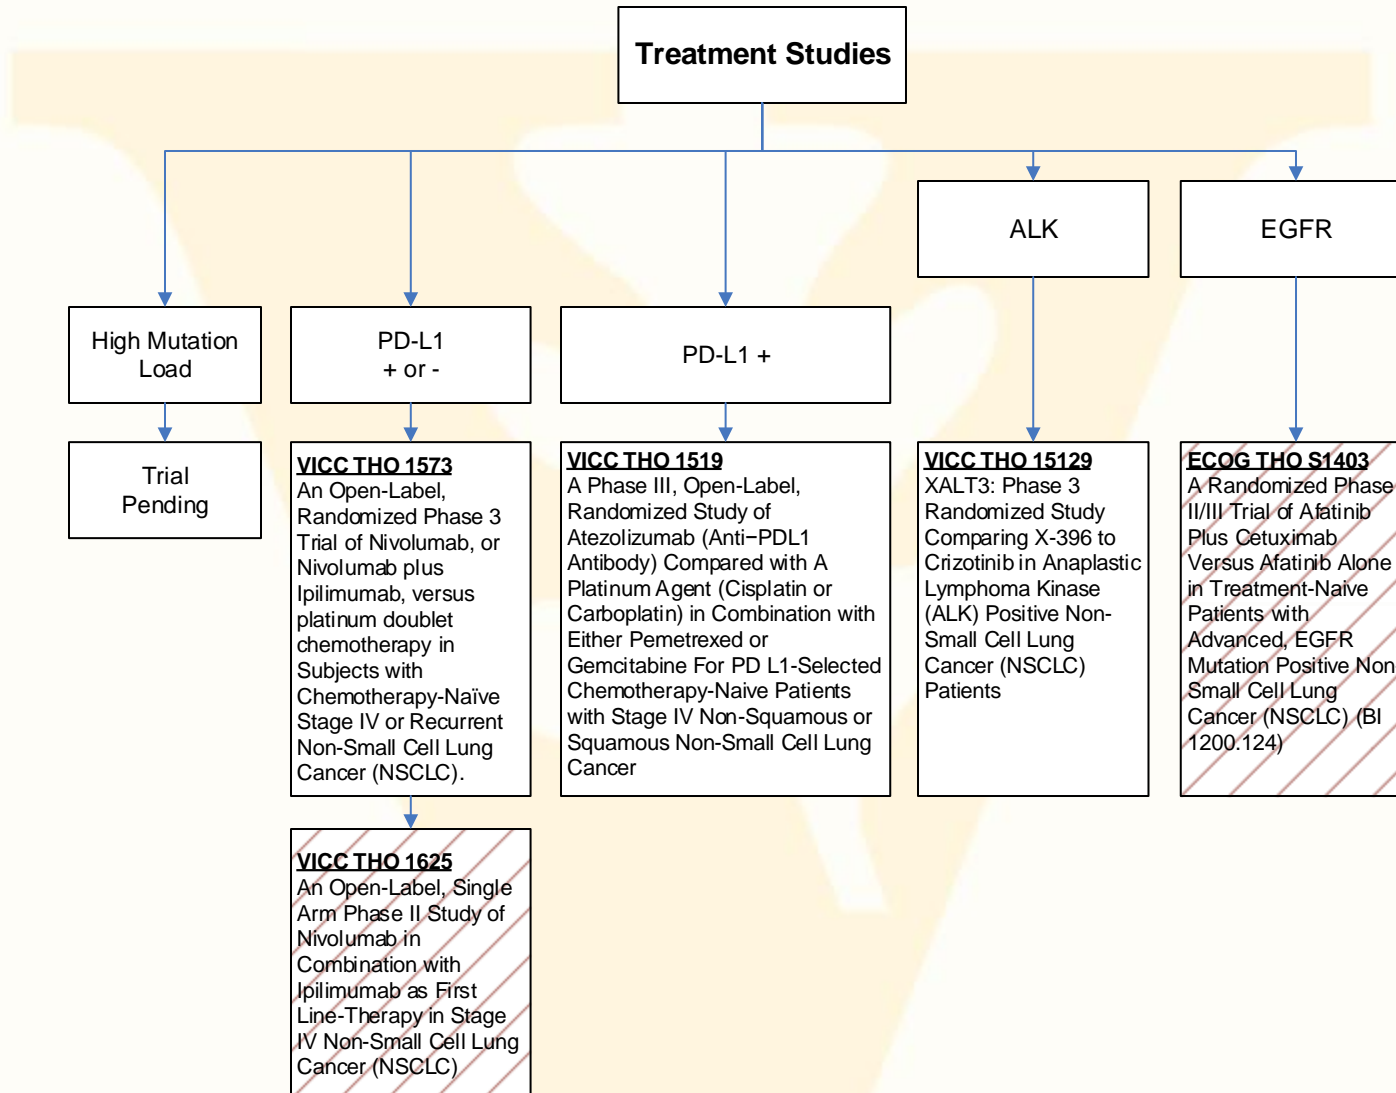 Treatment Studies
ALK
EGFR
High Mutation
Load
PD-L1
+ or -
PD-L1 +
Trial
Pending
VICC THO 1573
An Open-Label,
Randomized Phase 3
Trial of Nivolumab, or
Nivolumab plus
Ipilimumab, versus
platinum doublet
chemotherapy in
Subjects with
Chemotherapy-Naïve
Stage IV or Recurrent
Non-Small Cell Lung
Cancer (NSCLC).
VICC THO 1519
A Phase III, Open-Label,
Randomized Study of
Atezolizumab (Anti−PDL1
Antibody) Compared with A
Platinum Agent (Cisplatin or
Carboplatin) in Combination with
Either Pemetrexed or
Gemcitabine For PD L1-Selected
Chemotherapy-Naive Patients
with Stage IV Non-Squamous or
Squamous Non-Small Cell Lung
Cancer
VICC THO 15129
XALT3: Phase 3
Randomized Study
Comparing X-396 to
Crizotinib in Anaplastic
Lymphoma Kinase
(ALK) Positive Non-
Small Cell Lung
Cancer (NSCLC)
Patients
ECOG THO S1403
A Randomized Phase
II/III Trial of Afatinib
Plus Cetuximab
Versus Afatinib Alone
in Treatment-Naive
Patients with
Advanced, EGFR
Mutation Positive Non-
Small Cell Lung
Cancer (NSCLC) (BI
1200.124)
VICC THO 1625
An Open-Label, Single
Arm Phase II Study of
Nivolumab in
Combination with
Ipilimumab as First
Line-Therapy in Stage
IV Non-Small Cell Lung
Cancer (NSCLC)